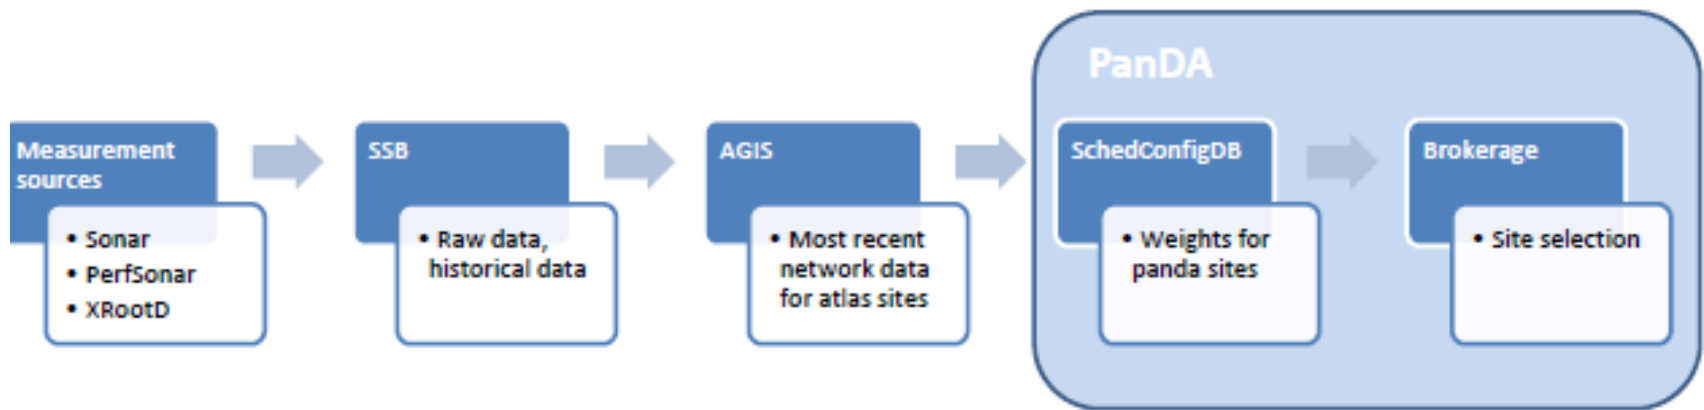 PanDA
Measurement
sources
• Sonar
• PerfSonar
• XRootD
SSB
• Raw data,
historical data
AGIS
• Most recent
network data
for atlas sites
SchedConfigDB
• Weights for
panda sites
Brokerage
• Site selection